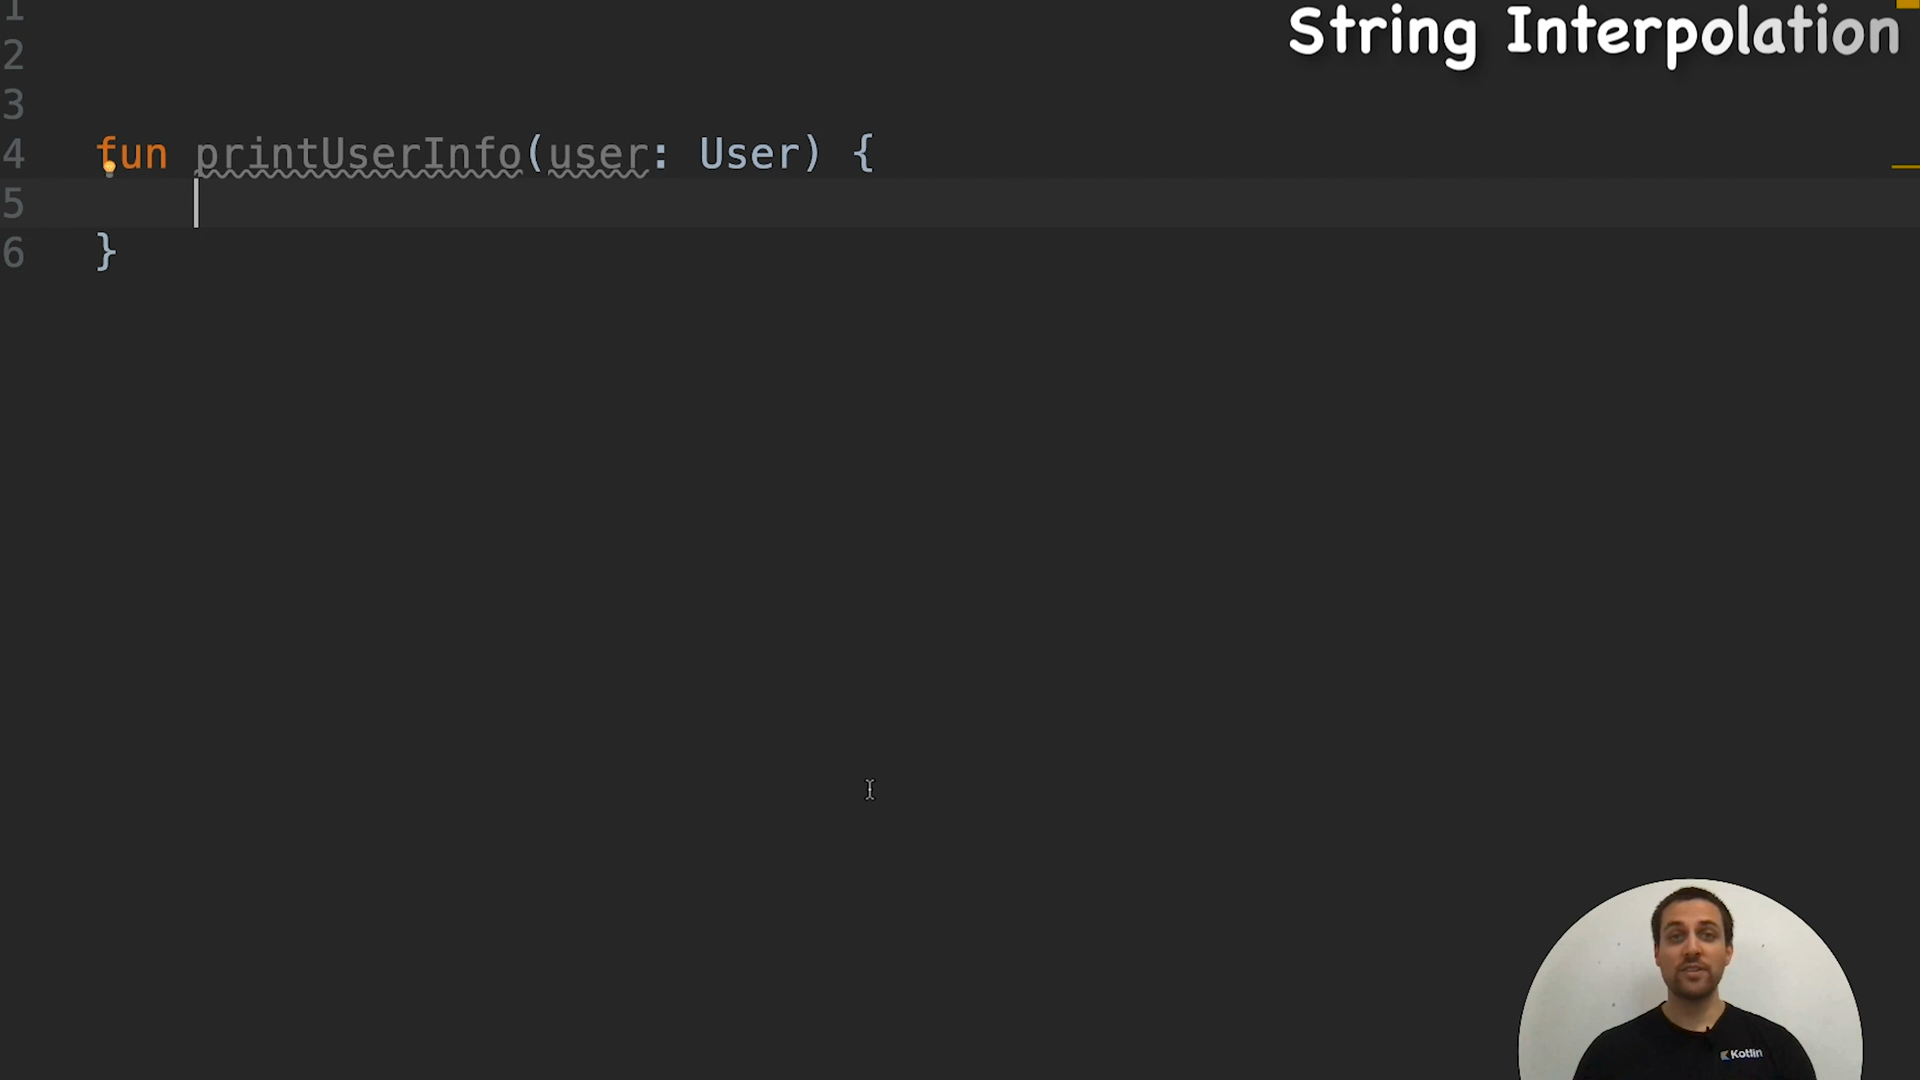 String Interpolation
1
2
3
4 fun printUserInfo(user: User) {
5
6 }
Kotlin